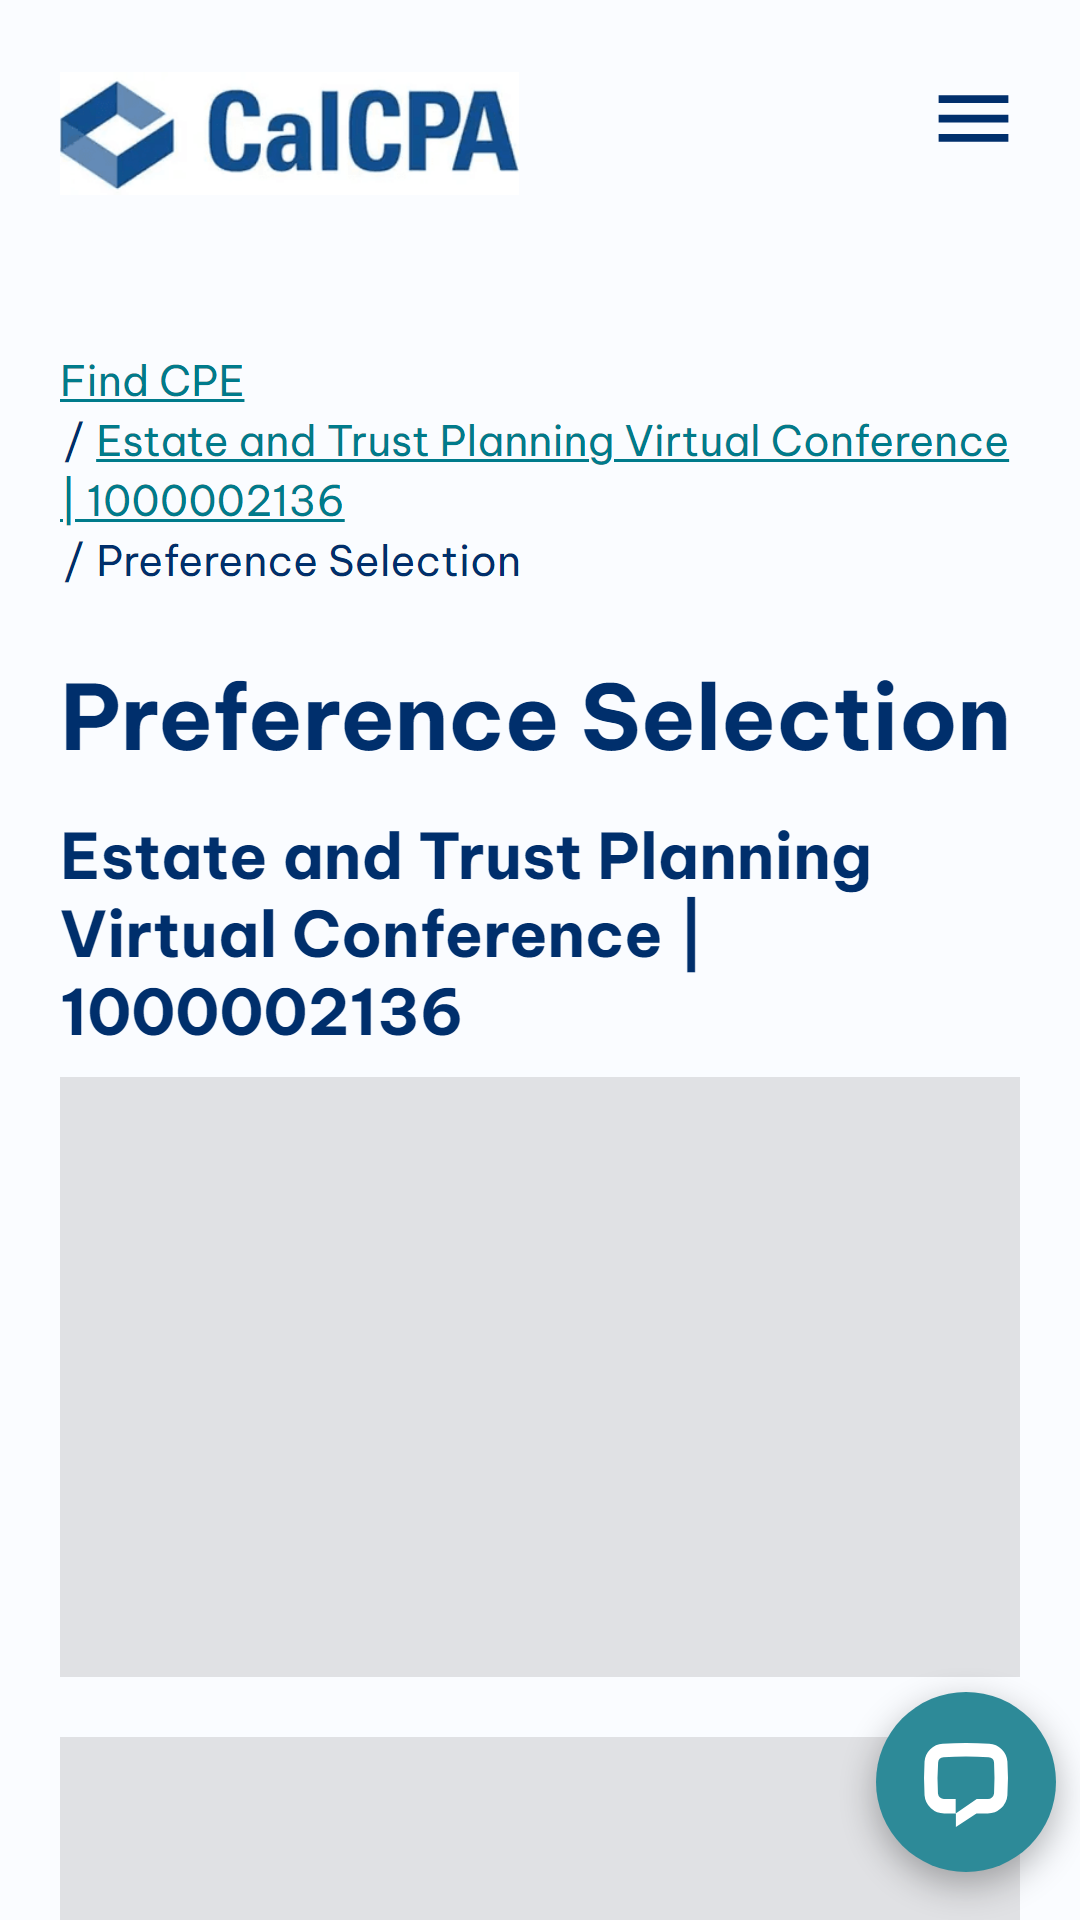 CalCPA
Find CPE
/ Estate and Trust Planning Virtual Conference
| 1000002136
/ Preference Selection
Preference Selection
Estate and Trust Planning
Virtual Conference |
1000002136